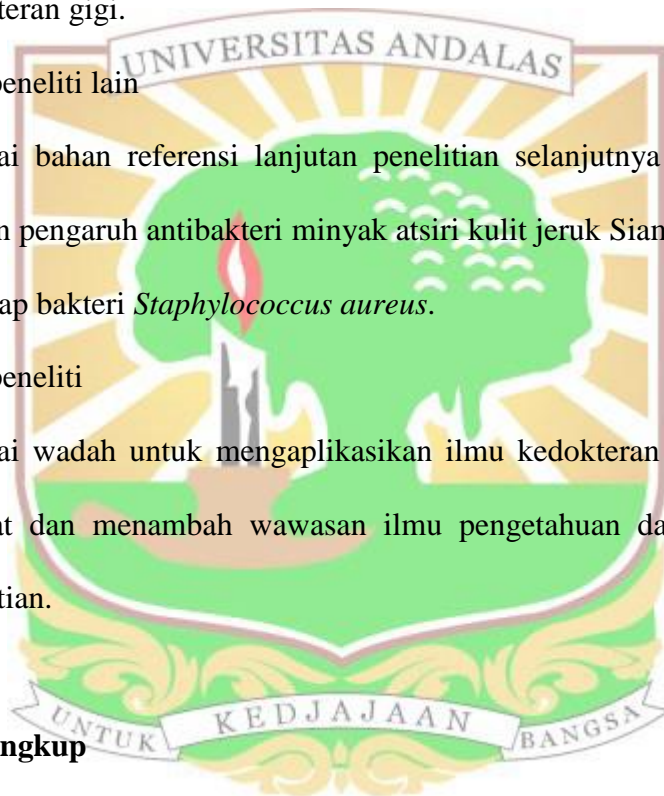 teran gigi.
UNIVERSITAS ANDALAS
peneliti lain
ai bahan referensi lanjutan penelitian selanjutnya
n pengaruh antibakteri minyak atsiri kulit jeruk Sian
ap bakteri Staphylococcus aureus.
peneliti
ai wadah untuk mengaplikasikan ilmu kedokteran
at dan menambah wawasan ilmu pengetahuan da
tian.
UNTUK KEDJAJAAN BANGSA
ngkup